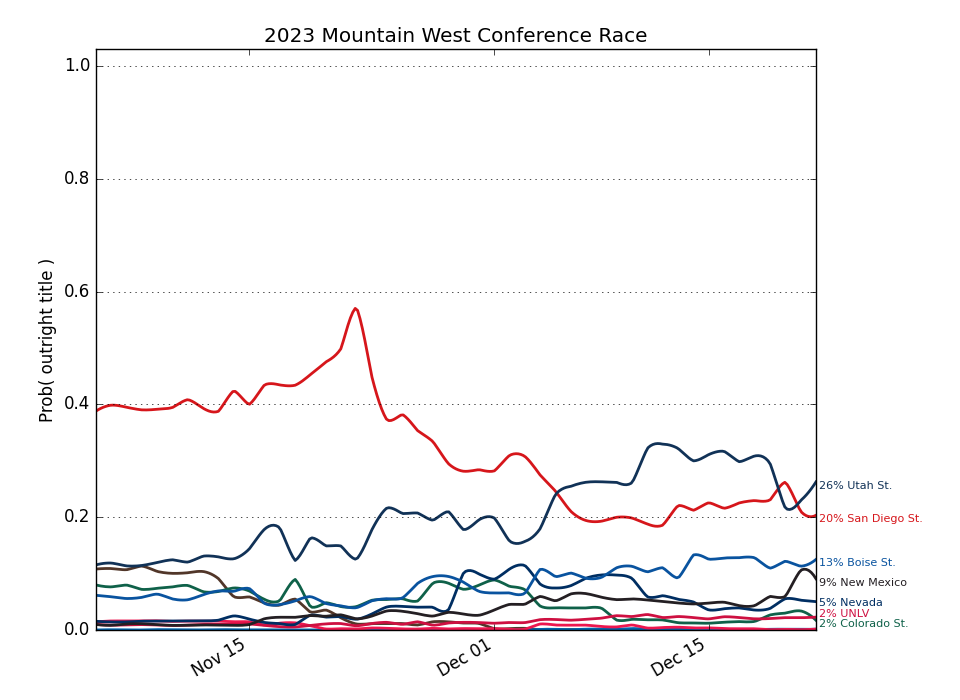 2023 Mountain West Conference Race
Prob( outright title )
1.0
0.8
0.6
0.4
0.2
0.0
Nov 15
Dec 01
Dec 15
26% Utah St.
20% San Diego St.
13% Boise St.
9% New Mexico
5% Nevada
2% UNLV
2% Colorado St.